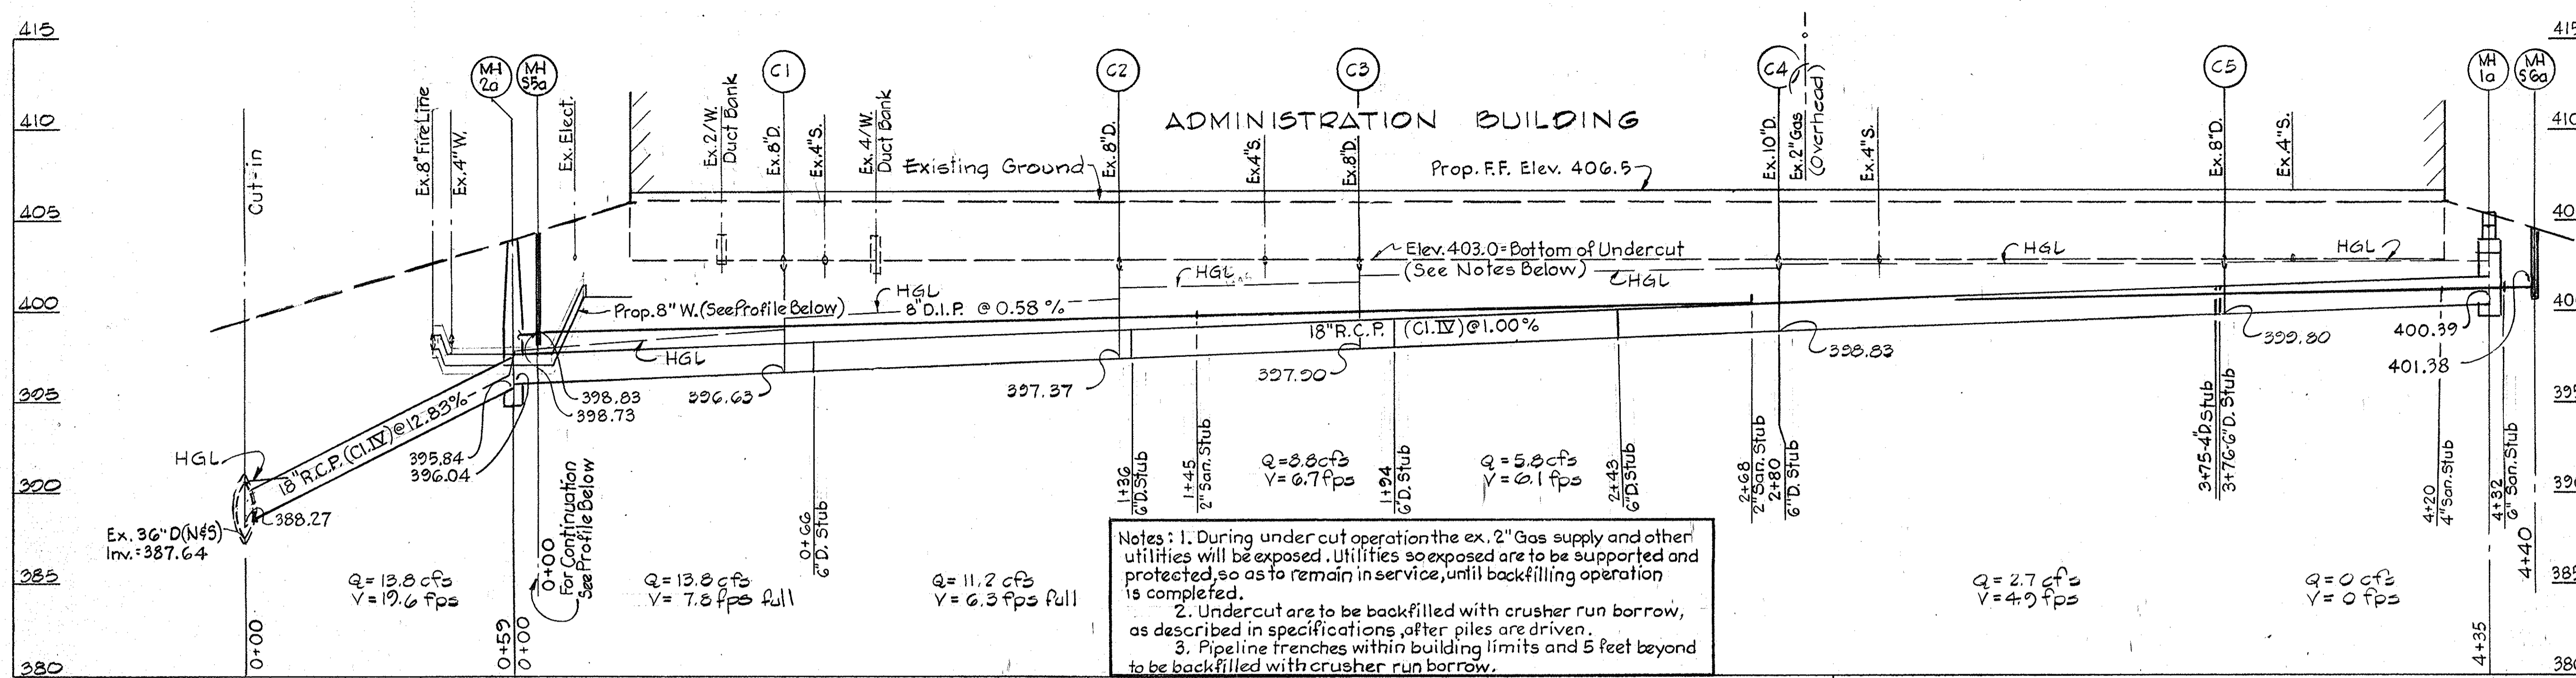 415
410
405
400
395
390
385
380
Cut-in
Ex. 8" Fire Line
Ex. 4" W.
MH 2a
MH S5a
Ex. Elect.
Ex. 2/W. Duct Bank
C1
Ex. 8" D.
Ex. 4" S.
Ex. 4/W. Duct Bank
Existing Ground
C2
Ex. 8" D.
ADMINISTRATION BUILDING
Ex. 4" S.
C3
Ex. 8" D.
Prop. F.F. Elev. 406.5
C4
Ex. 10" D.
Ex. 2" Gas
(Overhead)
Ex. 4" S.
C5
Ex. 8" D.
Ex. 4" S.
MH 1a
MH S6a
415
Elev. 403.0 = Bottom of Undercut
(See Notes Below)
HGL
HGL
HGL
HGL
HGL
Prop. 8" W. (See Profile Below)
8" D.I.P. @ 0.58 %
HGL
18" R.C.P. (Cl. IV) @ 1.00%
HGL
18" R.C.P. (Cl. IV) @ 12.83%
388.27
Ex. 36" D (N&S)
Inv. = 387.64
395.84
396.04
398.83
398.73
396.63
397.37
397.90
398.83
399.80
400.39
401.38
0+00
For Continuation
See Profile Below
0+66
6" D. Stub
1+36
6" D. Stub
1+45
2" San. Stub
1+94
6" D. Stub
2+43
6" D. Stub
2+68
2" San. Stub
2+80
6" D. Stub
3+75-4" D. Stub
3+76-6" D. Stub
4+20
4" San. Stub
4+32
6" San. Stub
4+40
4+35
0+00
0+59
0+00
Q = 13.8 cfs
V = 19.6 fps
Q = 13.8 cfs
V = 7.8 fps full
Q = 11.2 cfs
V = 6.3 fps full
Q = 8.8 cfs
V = 6.7 fps
Q = 5.8 cfs
V = 6.1 fps
Q = 2.7 cfs
V = 4.9 fps
Q = 0 cfs
V = 0 fps
Notes: 1. During under cut operation the ex. 2" Gas supply and other
utilities will be exposed. Utilities so exposed are to be supported and
protected, so as to remain in service, until backfilling operation
is completed.
2. Undercut are to be backfilled with crusher run borrow,
as described in specifications, after piles are driven.
3. Pipeline trenches within building limits and 5 feet beyond
to be backfilled with crusher run borrow.